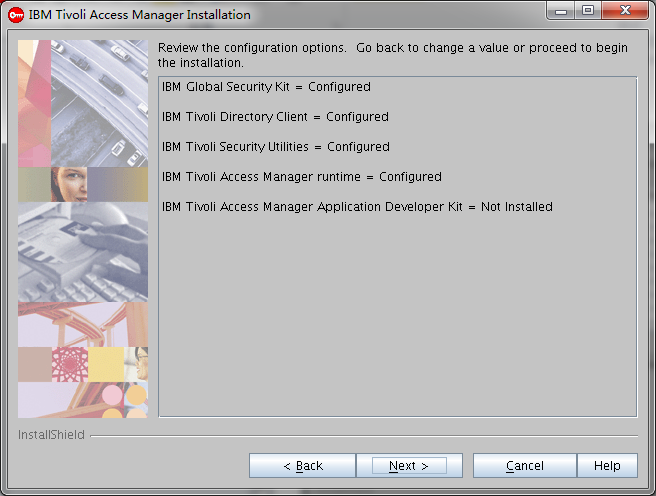 IBM Tivoli Access Manager Installation
Review the configuration options. Go back to change a value or proceed to begin
the installation.
IBM Global Security Kit = Configured
IBM Tivoli Directory Client = Configured
IBM Tivoli Security Utilities = Configured
IBM Tivoli Access Manager runtime = Configured
IBM Tivoli Access Manager Application Developer Kit = Not Installed
InstallShield
< Back
Next >
Cancel
Help